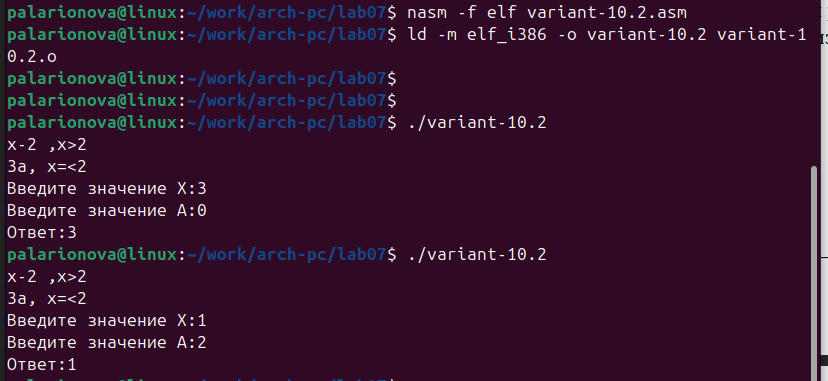 palarionova@linux:~/work/arch-pc/lab07$ nasm -f elf variant-10.2.asm
palarionova@linux:~/work/arch-pc/lab07$ ld -m elf_i386 -o variant-10.2 variant-1
0.2.o
palarionova@linux:~/work/arch-pc/lab07$
palarionova@linux:~/work/arch-pc/lab07$
palarionova@linux:~/work/arch-pc/lab07$ ./variant-10.2
x-2 ,x>2
3a, x=<2
Введите значение X:3
Введите значение A:0
Ответ:3
palarionova@linux:~/work/arch-pc/lab07$ ./variant-10.2
x-2 ,x>2
3a, x=<2
Введите значение X:1
Введите значение A:2
Ответ:1